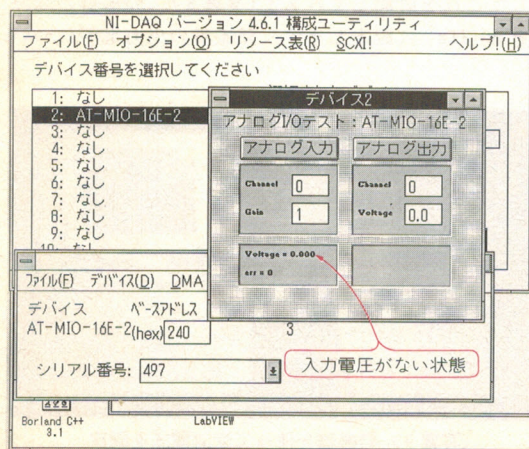 NI-DAQ バージョン 4.6.1 構成ユーティリティ
ファイル(F) オプション(O) リソース表(R) SCXI! ヘルプ!(H)
デバイス番号を選択してください
1: なし
2: AT-MIO-16E-2
3: なし
4: なし
5: なし
6: なし
7: なし
8: なし
9: なし
デバイス2
アナログI/Oテスト:AT-MIO-16E-2
アナログ入力 アナログ出力
Channel 0 Channel 0
Gain 1 Voltage 0.0
Voltage = 0.000
err = 0
入力電圧がない状態
ファイル(F) デバイス(D) DMA
デバイス ベースアドレス
AT-MIO-16E-2(hex) 240 3
シリアル番号: 497
Borland C++
3.1
LabVIEW